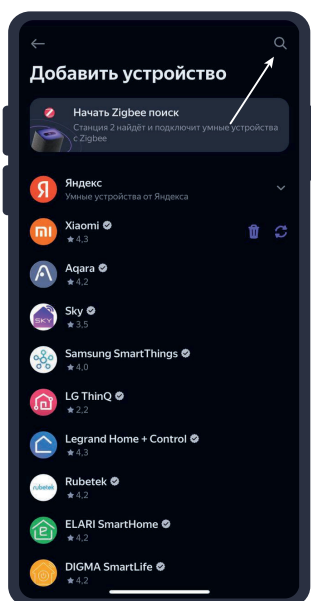 Добавить устройство
Начать Zigbee поиск
Станция 2 найдёт и подключит умные устройства
с Zigbee
Яндекс
Умные устройства от Яндекса
Xiaomi
4,3
Aqara
4,2
Sky
3,5
Samsung SmartThings
4,0
LG ThinQ
2,2
Legrand Home + Control
4,3
Rubetek
4,2
ELARI SmartHome
4,2
DIGMA SmartLife
4,2
Я
mi
SKY
rubetek